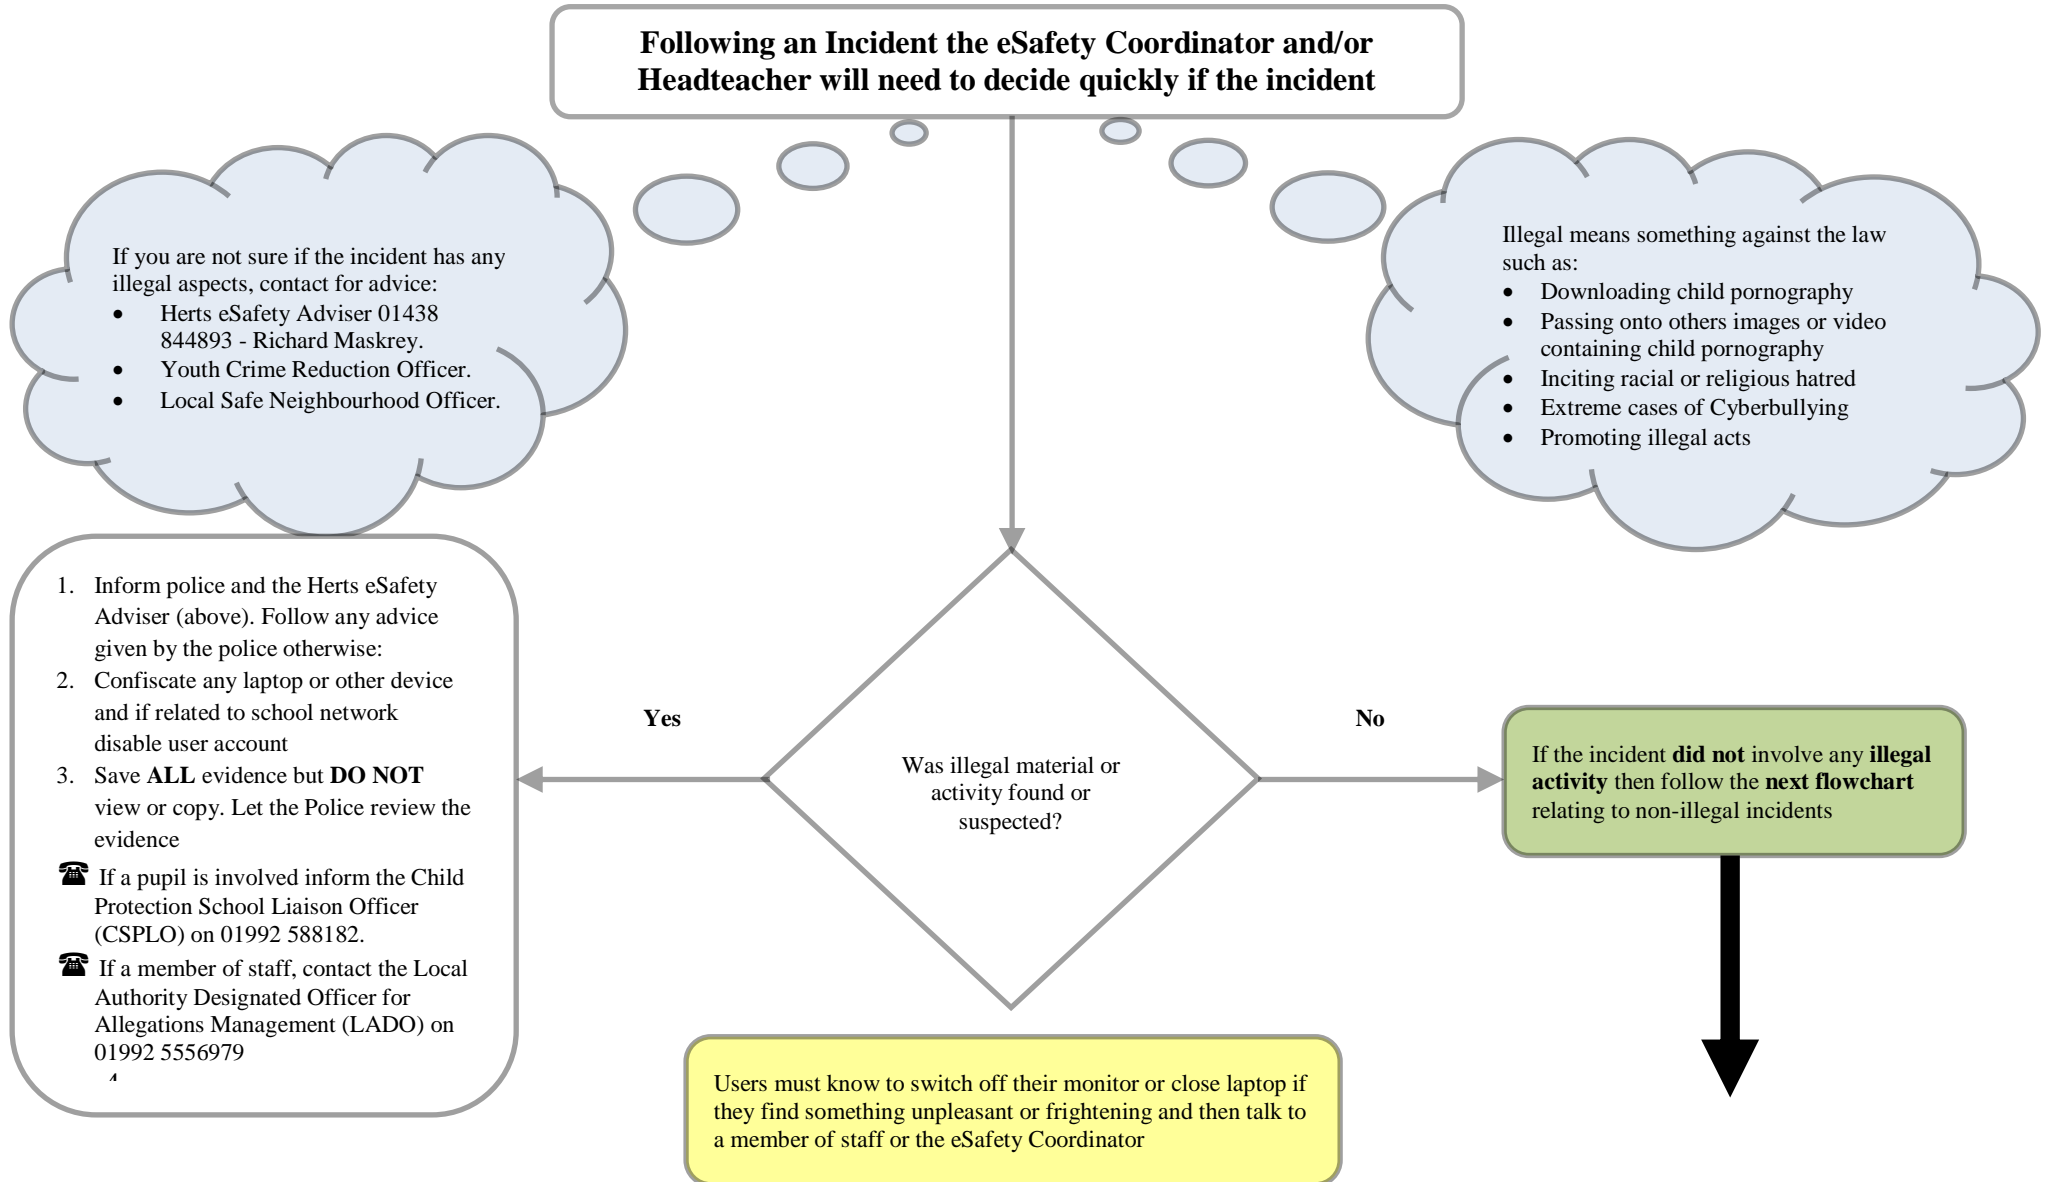 Following an Incident the eSafety Coordinator and/or
Headteacher will need to decide quickly if the incident
If you are not sure if the incident has any
illegal aspects, contact for advice:
• Herts eSafety Adviser 01438
844893 - Richard Maskrey.
• Youth Crime Reduction Officer.
• Local Safe Neighbourhood Officer.
Illegal means something against the law
such as:
• Downloading child pornography
• Passing onto others images or video
containing child pornography
• Inciting racial or religious hatred
• Extreme cases of Cyberbullying
• Promoting illegal acts
1. Inform police and the Herts eSafety
Adviser (above). Follow any advice
given by the police otherwise:
2. Confiscate any laptop or other device
and if related to school network
disable user account
3. Save ALL evidence but DO NOT
view or copy. Let the Police review the
evidence
☎ If a pupil is involved inform the Child
Protection School Liaison Officer
(CSPLO) on 01992 588182.
☎ If a member of staff, contact the Local
Authority Designated Officer for
Allegations Management (LADO) on
01992 5556979
Yes
Was illegal material or
activity found or
suspected?
No
If the incident did not involve any illegal
activity then follow the next flowchart
relating to non-illegal incidents
Users must know to switch off their monitor or close laptop if
they find something unpleasant or frightening and then talk to
a member of staff or the eSafety Coordinator